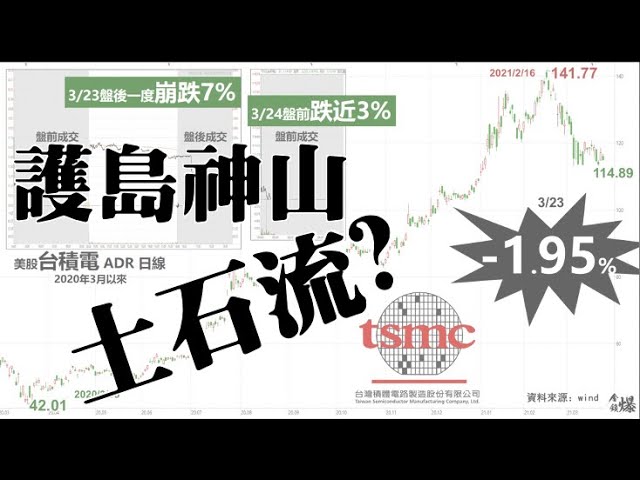 3/23盤後一度崩跌7%
3/24盤前跌近3%
盤前成交
盤後成交
盤前成交
護島神山
土石流?
美股台積電 ADR 日線
2020年3月以來
2021/2/16
141.77
114.89
3/23
-1.95%
tsmc
台灣積體電路製造股份有限公司
Taiwan Semiconductor Manufacturing Company, Ltd.
42.01
資料來源：wind
金錢爆